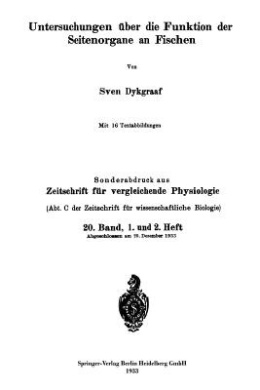 Untersuchungen über die Funktion der
Seitenorgane an Fischen
Von
Sven Dykgraaf
Mit 16 Textabbildungen
Sonderabdruck aus
Zeitschrift für vergleichende Physiologie
(Abt. C der Zeitschrift für wissenschaftliche Biologie)
20. Band, 1. und 2. Heft
Abgeschlossen am 19. Dezember 1933
Springer-Verlag Berlin Heidelberg GmbH
1933